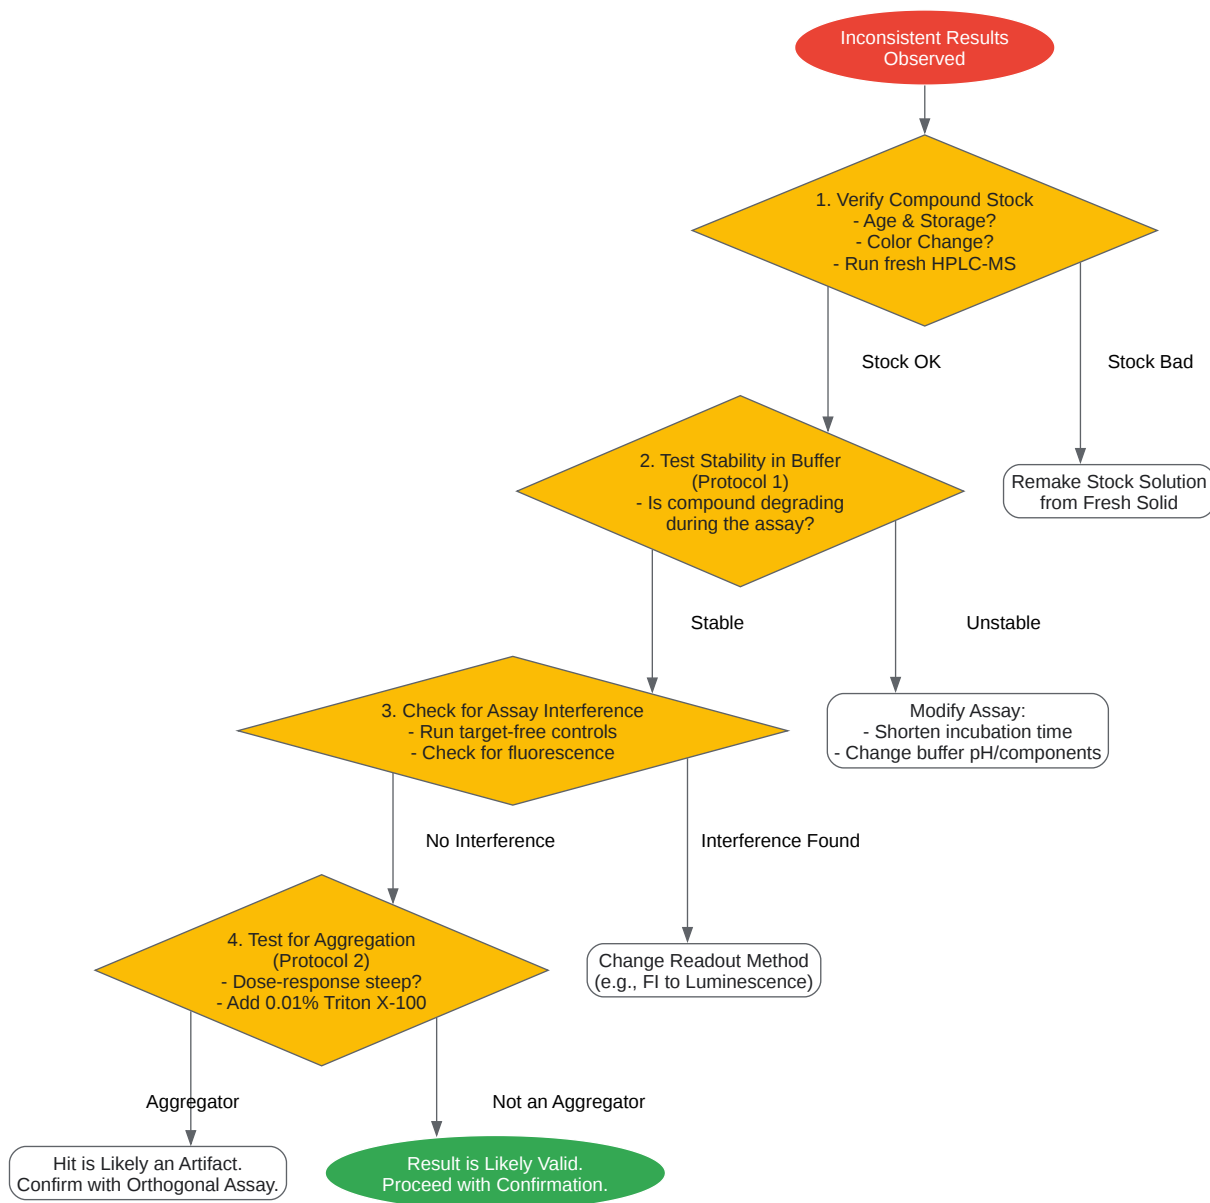 Inconsistent Results
Observed
1. Verify Compound Stock
- Age & Storage?
- Color Change?
- Run fresh HPLC-MS
Stock OK
Stock Bad
2. Test Stability in Buffer
(Protocol 1)
- Is compound degrading
during the assay?
Remake Stock Solution
from Fresh Solid
Stable
Unstable
3. Check for Assay Interference
- Run target-free controls
- Check for fluorescence
Modify Assay:
- Shorten incubation time
- Change buffer pH/components
No Interference
Interference Found
4. Test for Aggregation
(Protocol 2)
- Dose-response steep?
- Add 0.01% Triton X-100
Change Readout Method
(e.g., FI to Luminescence)
Aggregator
Not an Aggregator
Hit is Likely an Artifact.
Confirm with Orthogonal Assay.
Result is Likely Valid.
Proceed with Confirmation.